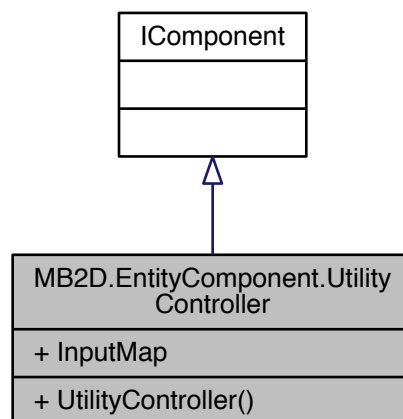 IComponent
MB2D.EntityComponent.Utility
Controller
+ InputMap
+ UtilityController()